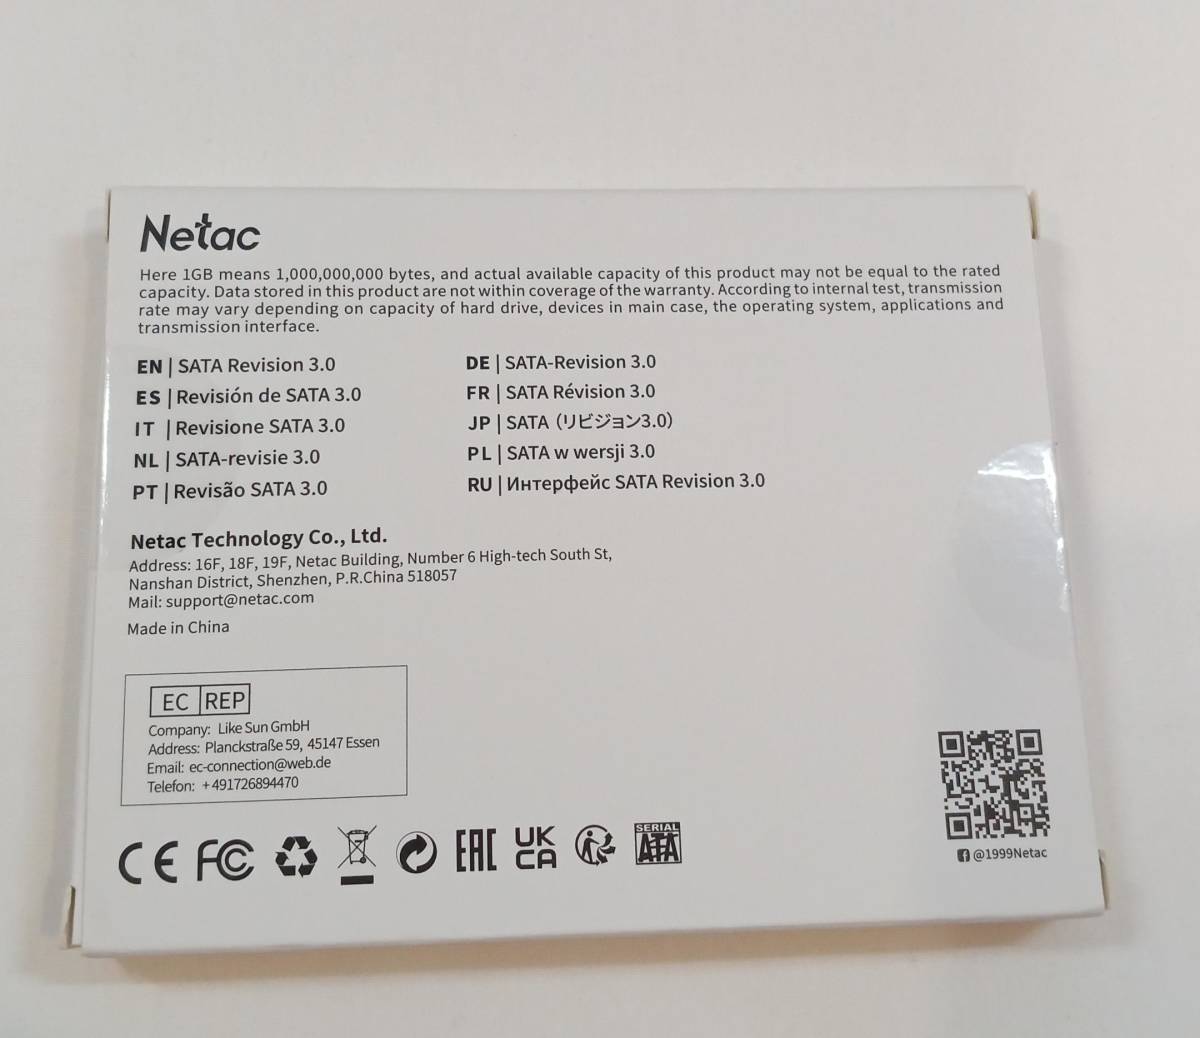 Netac
Here 1GB means 1,000,000,000 bytes, and actual available capacity of this product may not be equal to the rated
capacity. Data stored in this product are not within coverage of the warranty. According to internal test, transmission
rate may vary depending on capacity of hard drive, devices in main case, the operating system, applications and
transmission interface.
EN | SATA Revision 3.0
ES | Revisión de SATA 3.0
IT | Revisione SATA 3.0
NL | SATA-revisie 3.0
PT | Revisão SATA 3.0
DE | SATA-Revision 3.0
FR | SATA Révision 3.0
JP | SATA (リビジョン3.0)
PL | SATA w wersji 3.0
RU | Интерфейс SATA Revision 3.0
Netac Technology Co., Ltd.
Address: 16F, 18F, 19F, Netac Building, Number 6 High-tech South St,
Nanshan District, Shenzhen, P.R.China 518057
Mail: support@netac.com
Made in China
EC REP
Company: Like Sun GmbH
Address: Planckstraße 59, 45147 Essen
Email: ec-connection@web.de
Telefon: +491726894470
CE FC EAC UK CA SERIAL ATA
@1999Netac